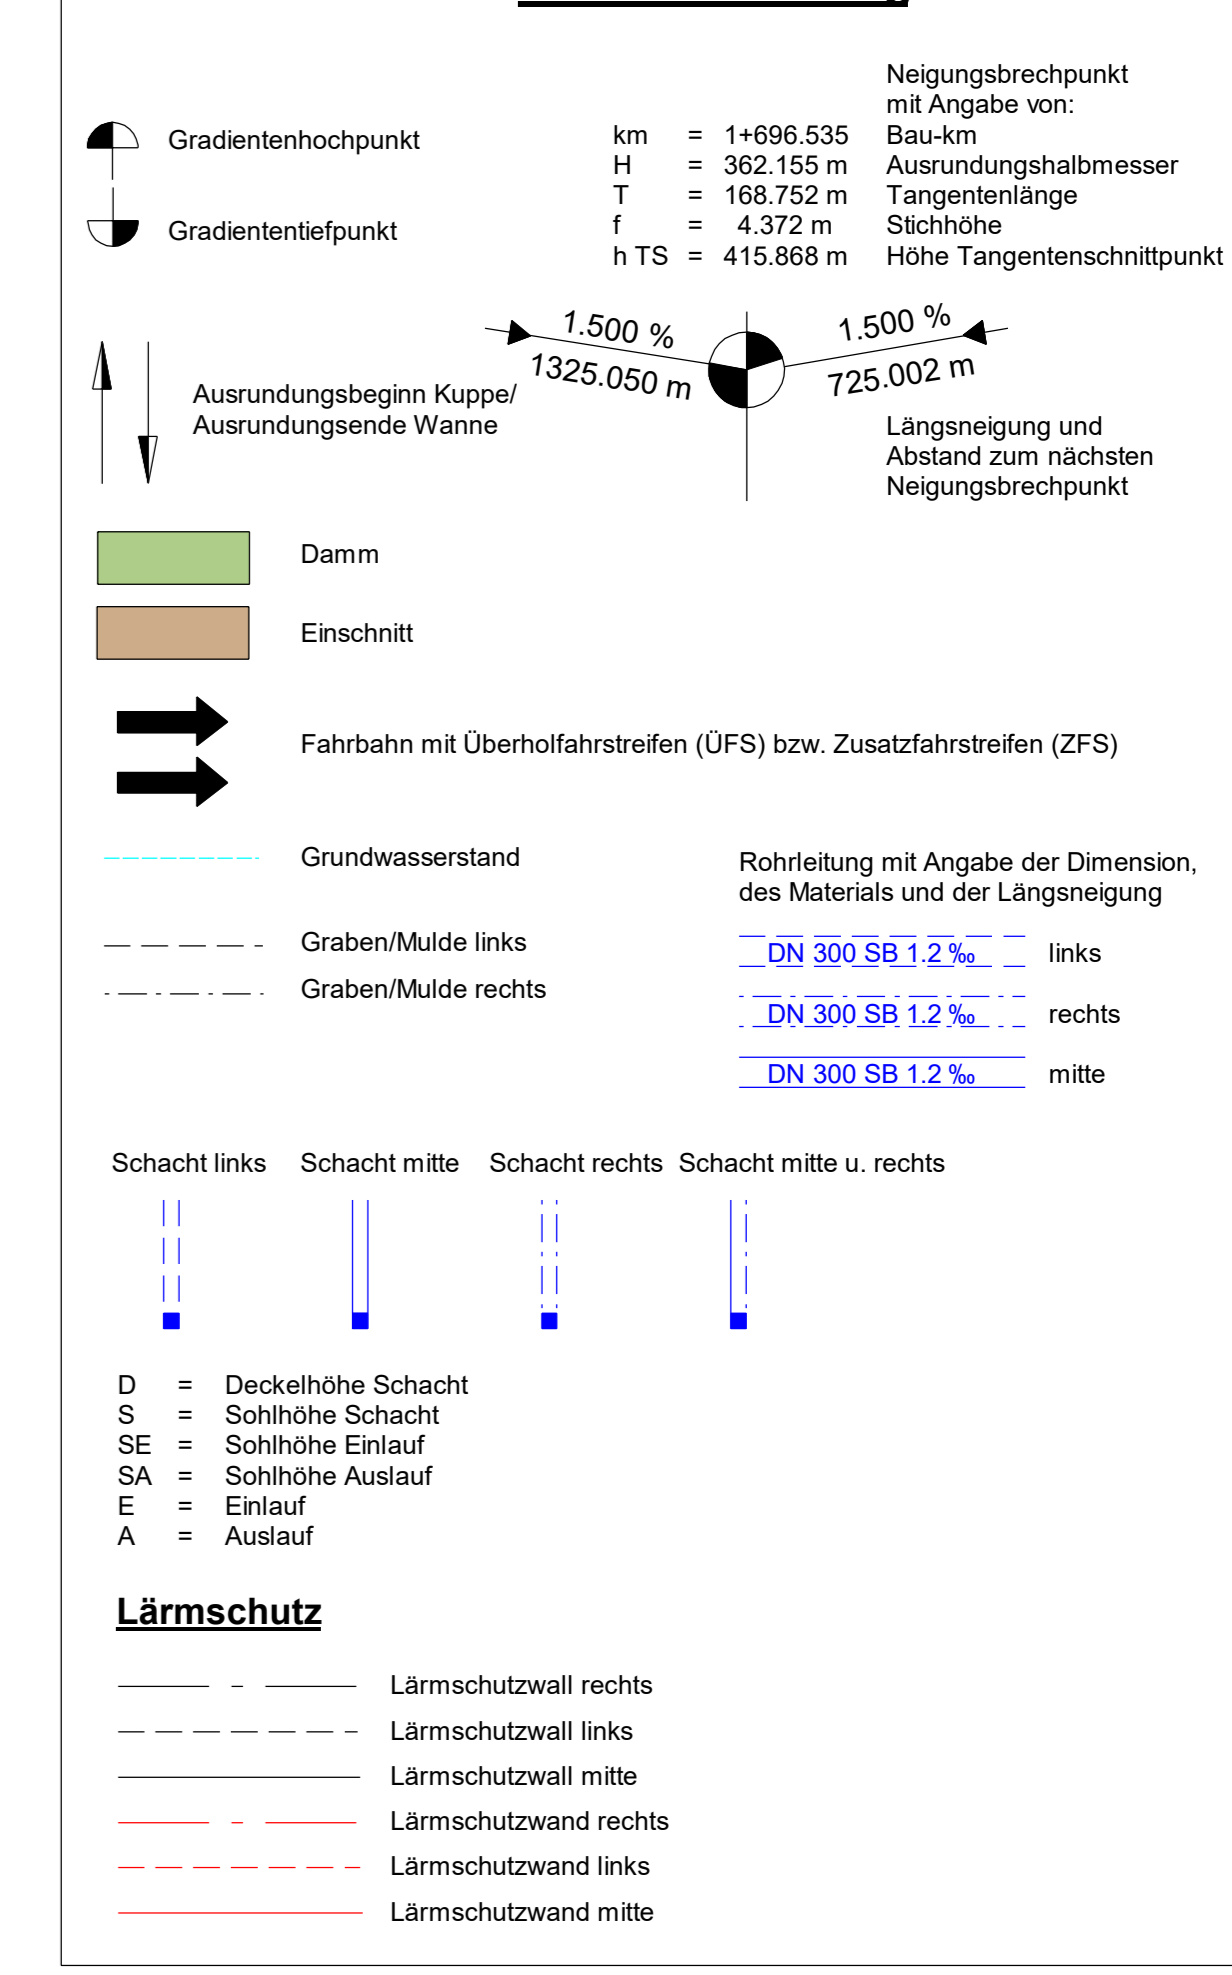 Neigungsbrechpunkt
mit Angabe von:
km = 1+696.535 Bau-km
H = 362.155 m Ausrundungshalbmesser
T = 168.752 m Tangentenlänge
f = 4.372 m Stichhöhe
h TS = 415.868 m Höhe Tangentenschnittpunkt
Gradientenhochpunkt
Gradiententiefpunkt
1.500 %
1325.050 m
1.500 %
725.002 m
Ausrundungsbeginn Kuppe/
Ausrundungsende Wanne
Längsneigung und
Abstand zum nächsten
Neigungsbrechpunkt
Damm
Einschnitt
Fahrbahn mit Überholfahrstreifen (ÜFS) bzw. Zusatzfahrstreifen (ZFS)
Grundwasserstand
Graben/Mulde links
Graben/Mulde rechts
Rohrleitung mit Angabe der Dimension,
des Materials und der Längsneigung
DN 300 SB 1.2 ‰ links
DN 300 SB 1.2 ‰ rechts
DN 300 SB 1.2 ‰ mitte
Schacht links Schacht mitte Schacht rechts Schacht mitte u. rechts
D = Deckelhöhe Schacht
S = Sohlhöhe Schacht
SE = Sohlhöhe Einlauf
SA = Sohlhöhe Auslauf
E = Einlauf
A = Auslauf
Lärmschutz
Lärmschutzwall rechts
Lärmschutzwall links
Lärmschutzwall mitte
Lärmschutzwand rechts
Lärmschutzwand links
Lärmschutzwand mitte